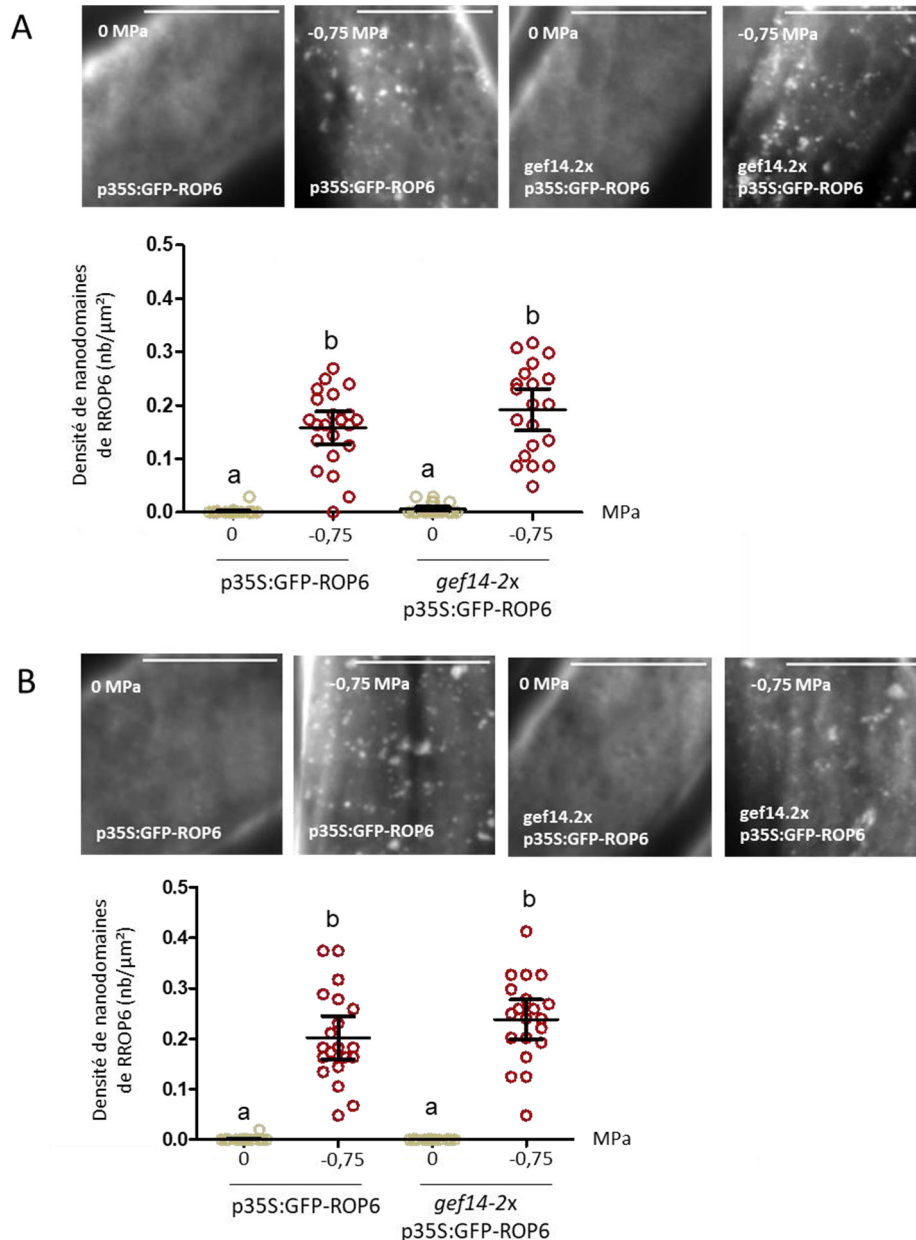 A
0 MPa
p35S:GFP-ROP6
-0,75 MPa
p35S:GFP-ROP6
0 MPa
gef14.2x
p35S:GFP-ROP6
-0,75 MPa
gef14.2x
p35S:GFP-ROP6
Densité de nanodomaines
de RROP6 (nb/µm²)
0.5
0.4
0.3
0.2
0.1
0.0
a
b
a
b
0
-0,75
0
-0,75
MPa
p35S:GFP-ROP6
gef14-2x
p35S:GFP-ROP6
B
0 MPa
p35S:GFP-ROP6
-0,75 MPa
p35S:GFP-ROP6
0 MPa
gef14.2x
p35S:GFP-ROP6
-0,75 MPa
gef14.2x
p35S:GFP-ROP6
Densité de nanodomaines
de RROP6 (nb/µm²)
0.5
0.4
0.3
0.2
0.1
0.0
a
b
a
b
0
-0,75
0
-0,75
MPa
p35S:GFP-ROP6
gef14-2x
p35S:GFP-ROP6